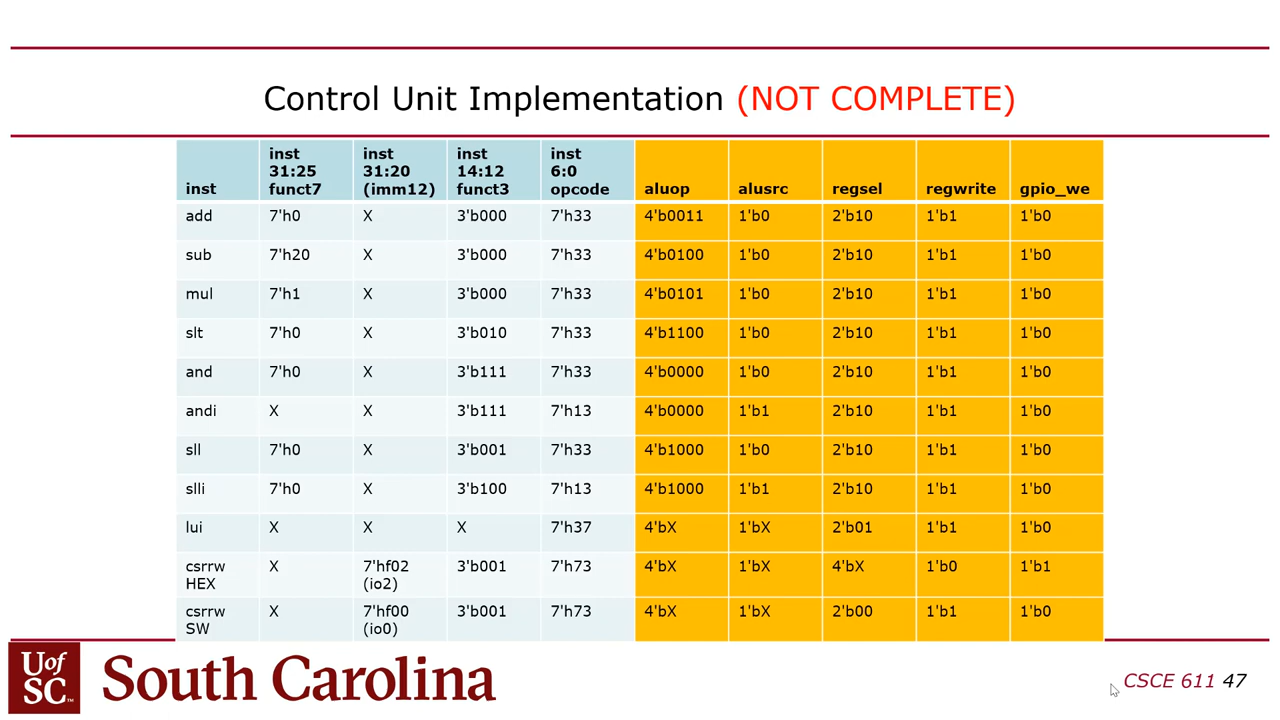 Control Unit Implementation (NOT COMPLETE)
inst inst 31:25 funct7 inst 31:20 (imm12) inst 14:12 funct3 inst 6:0 opcode aluop alusrc regsel regwrite gpio_we
add 7'h0 X 3'b000 7'h33 4'b0011 1'b0 2'b10 1'b1 1'b0
sub 7'h20 X 3'b000 7'h33 4'b0100 1'b0 2'b10 1'b1 1'b0
mul 7'h1 X 3'b000 7'h33 4'b0101 1'b0 2'b10 1'b1 1'b0
slt 7'h0 X 3'b010 7'h33 4'b1100 1'b0 2'b10 1'b1 1'b0
and 7'h0 X 3'b111 7'h33 4'b0000 1'b0 2'b10 1'b1 1'b0
andi X X 3'b111 7'h13 4'b0000 1'b1 2'b10 1'b1 1'b0
sll 7'h0 X 3'b001 7'h33 4'b1000 1'b0 2'b10 1'b1 1'b0
slli 7'h0 X 3'b100 7'h13 4'b1000 1'b1 2'b10 1'b1 1'b0
lui X X X 7'h37 4'bX 1'bX 2'b01 1'b1 1'b0
csrrw HEX X 7'hf02 (io2) 3'b001 7'h73 4'bX 1'bX 4'bX 1'b0 1'b1
csrrw SW X 7'hf00 (io0) 3'b001 7'h73 4'bX 1'bX 2'b00 1'b1 1'b0
UofSC™ South Carolina
CSCE 611 47